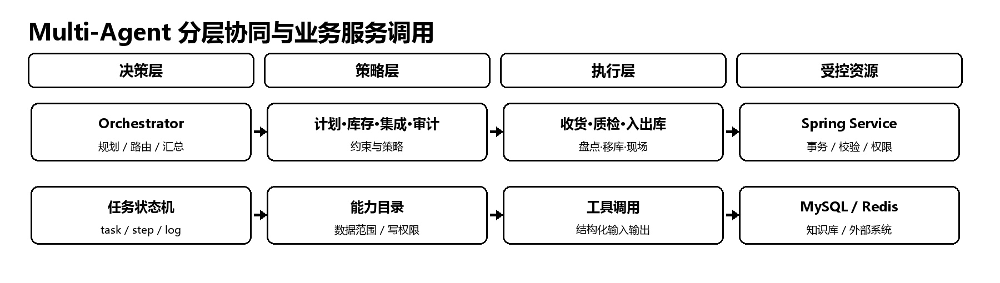 Multi-Agent 分层协同与业务服务调用
决策层
策略层
执行层
受控资源
Orchestrator
规划 / 路由 / 汇总
计划•库存•集成•审计
约束与策略
收货•质检•入出库
盘点·移库·现场
Spring Service
事务 / 校验 / 权限
任务状态机
task / step / log
能力目录
数据范围 / 写权限
工具调用
结构化输入输出
MySQL / Redis
知识库 / 外部系统